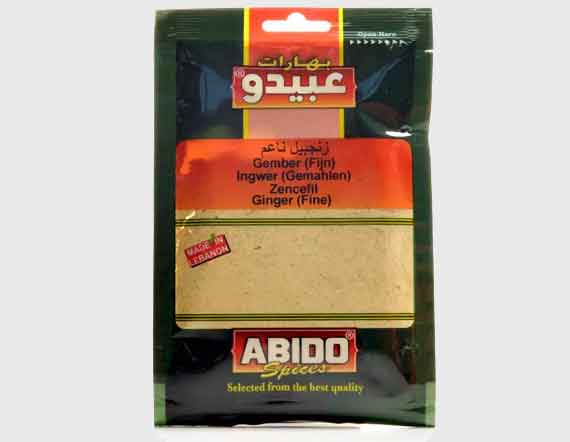 Open Here
بهارات
عبيدو®
زنجبيل ناعم
Gember (Fijn)
Ingwer (Gemahlen)
Zencefil
Ginger (Fine)
MADE IN
LEBANON
ABIDO®
Spices
Selected from the best quality